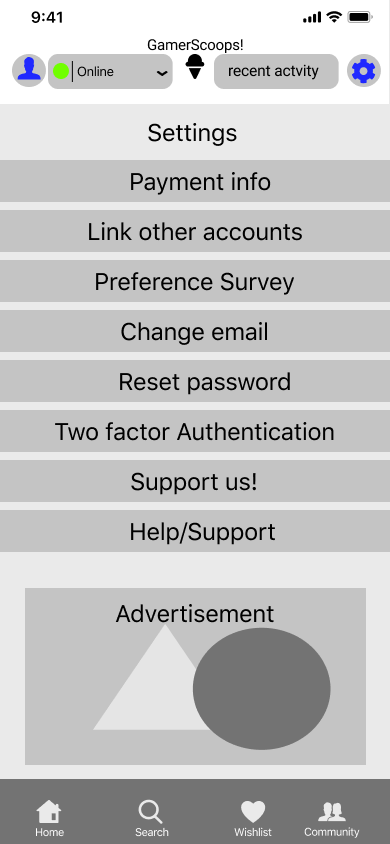 9:41
GamerScoops!
Online
recent actvity
Settings
Payment info
Link other accounts
Preference Survey
Change email
Reset password
Two factor Authentication
Support us!
Help/Support
Advertisement
Home
Search
Wishlist
Community